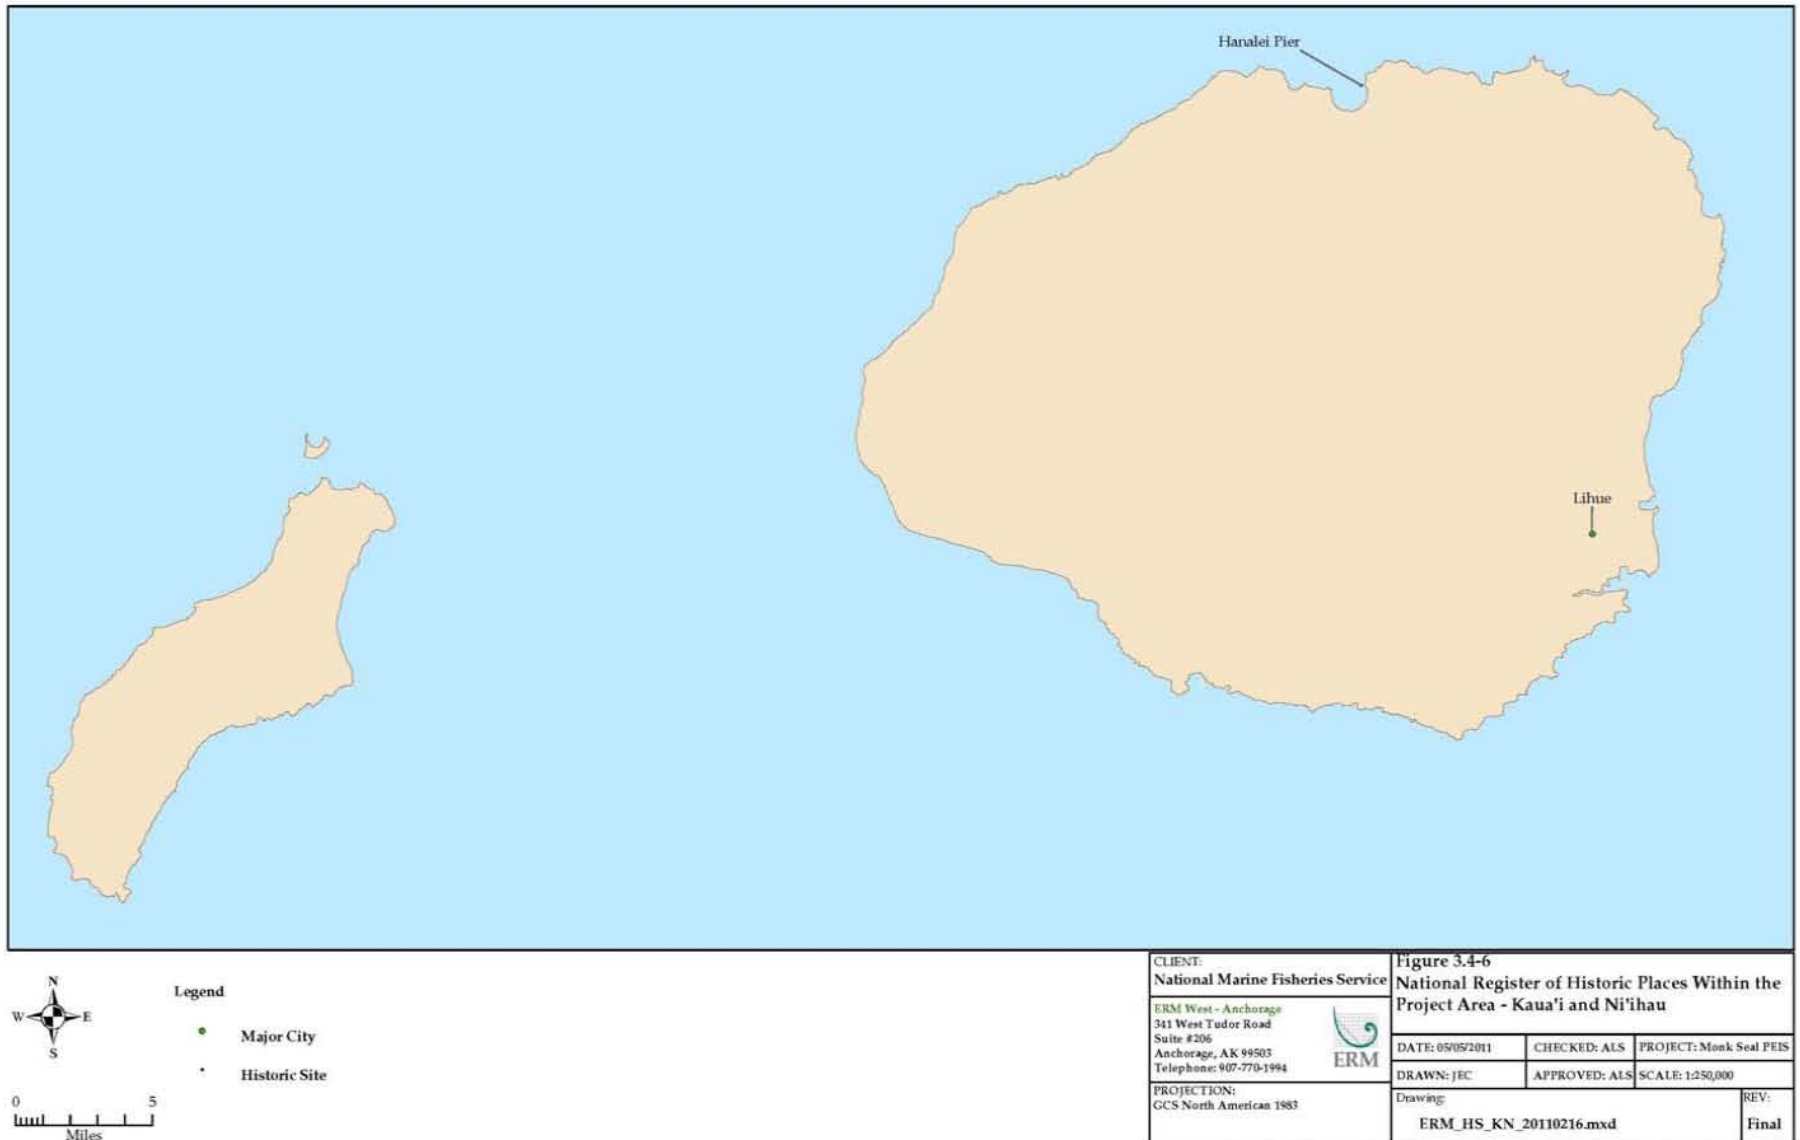 Hanalei Pier
Lihue
N
W E
S
0 5
Miles
Legend
Major City
Historic Site
CLIENT:
National Marine Fisheries Service
ERM West - Anchorage
341 West Tudor Road
Suite #206
Anchorage, AK 99503
Telephone: 907-770-1994
ERM
PROJECTION:
GCS North American 1983
Figure 3.4-6
National Register of Historic Places Within the
Project Area - Kaua'i and Ni'ihau
DATE: 05/05/2011 CHECKED: ALS PROJECT: Monk Seal PEIS
DRAWN: JEC APPROVED: ALS SCALE: 1:250,000
Drawing: REV:
ERM_HS_KN_20110216.mxd Final